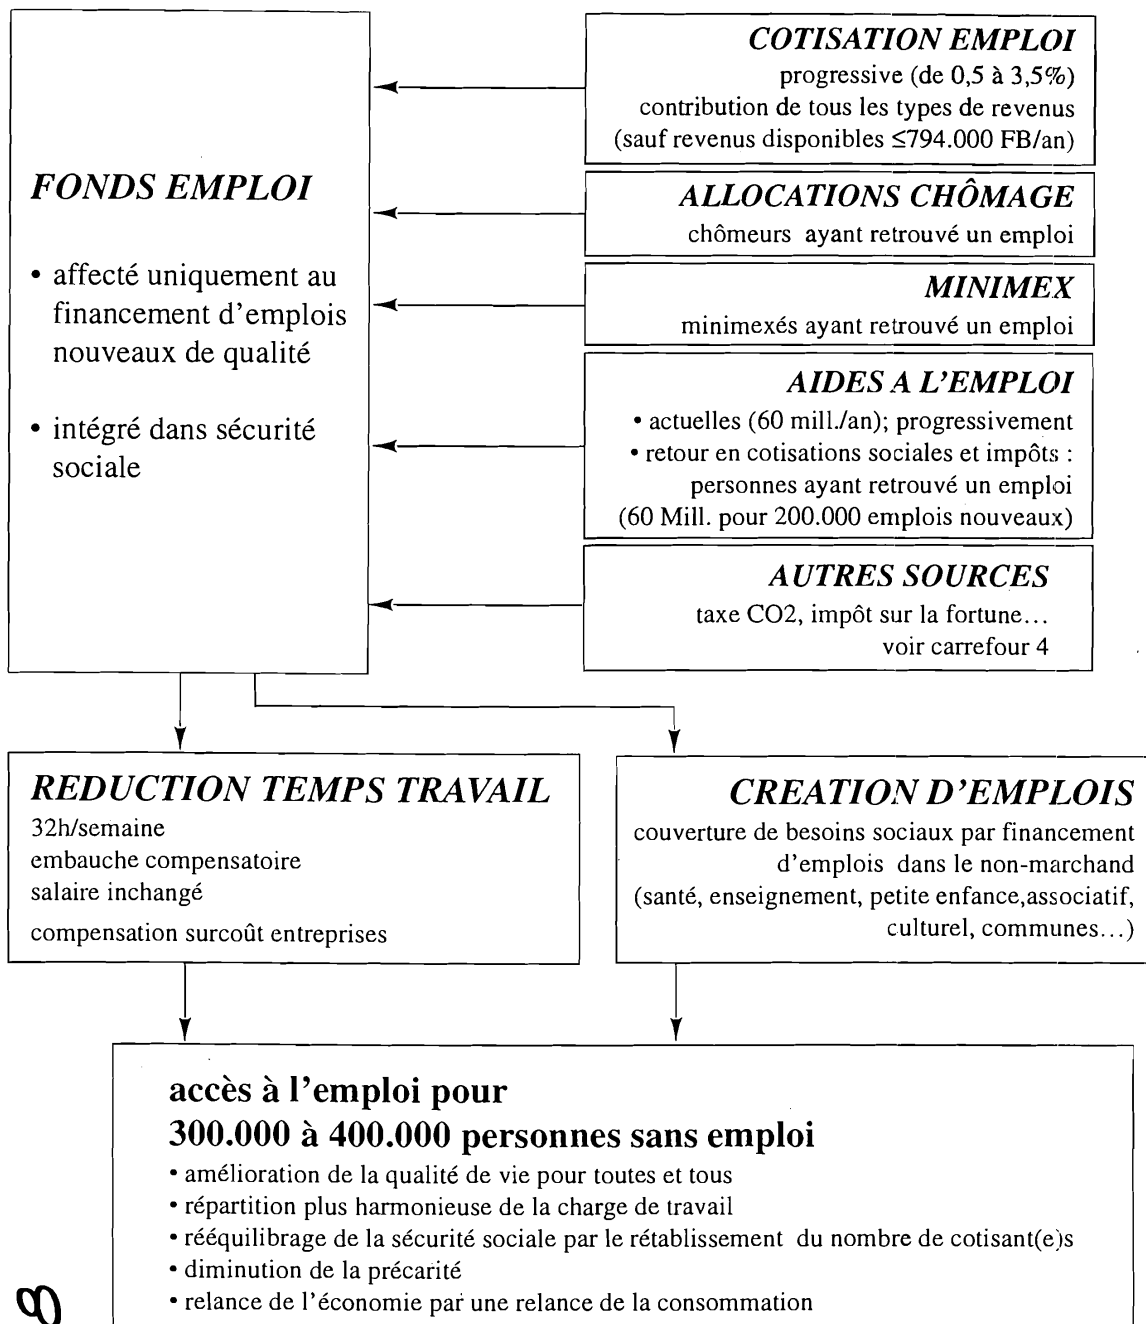 COTISATION EMPLOI
progressive (de 0,5 à 3,5%)
contribution de tous les types de revenus
(sauf revenus disponibles ≤794.000 FB/an)
FONDS EMPLOI
• affecté uniquement au
financement d'emplois
nouveaux de qualité
• intégré dans sécurité
sociale
ALLOCATIONS CHÔMAGE
chômeurs ayant retrouvé un emploi
MINIMEX
minimexés ayant retrouvé un emploi
AIDES A L'EMPLOI
• actuelles (60 mill./an); progressivement
• retour en cotisations sociales et impôts :
personnes ayant retrouvé un emploi
(60 Mill. pour 200.000 emplois nouveaux)
AUTRES SOURCES
taxe CO2, impôt sur la fortune…
voir carrefour 4
REDUCTION TEMPS TRAVAIL
32h/semaine
embauche compensatoire
salaire inchangé
compensation surcoût entreprises
CREATION D'EMPLOIS
couverture de besoins sociaux par financement
d'emplois dans le non-marchand
(santé, enseignement, petite enfance,associatif,
culturel, communes…)
accès à l'emploi pour
300.000 à 400.000 personnes sans emploi
• amélioration de la qualité de vie pour toutes et tous
• répartition plus harmonieuse de la charge de travail
• rééquilibrage de la sécurité sociale par le rétablissement du nombre de cotisant(e)s
• diminution de la précarité
• relance de l'économie par une relance de la consommation